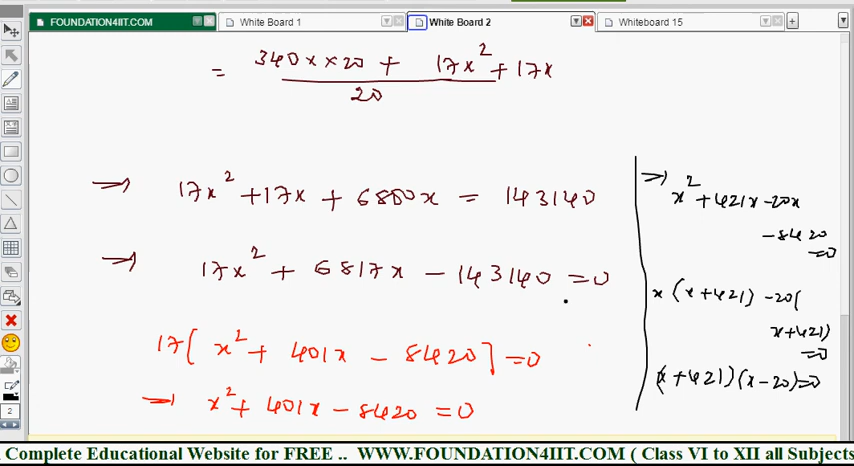 FOUNDATION4IIT.COM White Board 1 White Board 2 Whiteboard 15
= 340x x 20 + 17x² + 17x
20
⇒ 17x² + 17x + 6800x = 143140
⇒ 17x² + 6817x - 143140 = 0
17[ x² + 401x - 8420 ] = 0
⇒ x² + 401x - 8420 = 0
⇒ x² + 421x - 20x
- 8420
= 0
x (x+421) - 20(
x+421)
= 0
(x+421) (x-20) = 0
2
Complete Educational Website for FREE .. WWW.FOUNDATION4IIT.COM ( Class VI to XII all Subjects